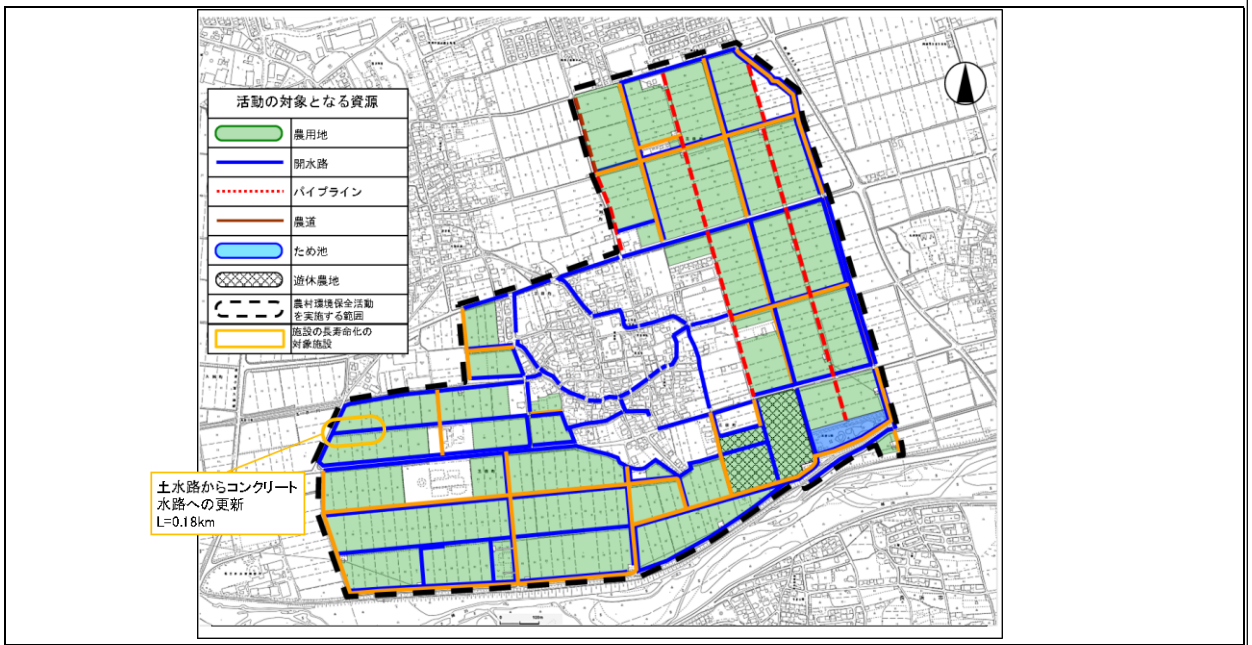 活動の対象となる資源
農用地
開水路
パイプライン
農道
ため池
遊休農地
農村環境保全活動
を実施する範囲
施設の長寿命化の
対象施設
土水路からコンクリート
水路への更新
L=0.18km